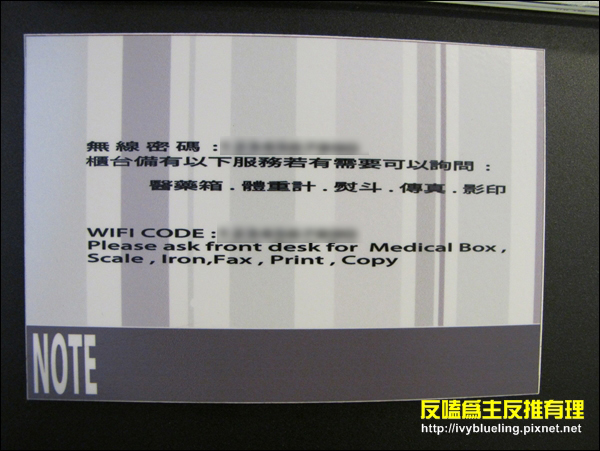 無線密碼：
櫃台備有以下服務若有需要可以詢問：
醫藥箱．體重計．熨斗．傳真．影印
WIFI CODE :
Please ask front desk for Medical Box ,
Scale , Iron,Fax , Print , Copy
NOTE
反嗑爲主反推有理
http://ivyblueling.pixnet.net